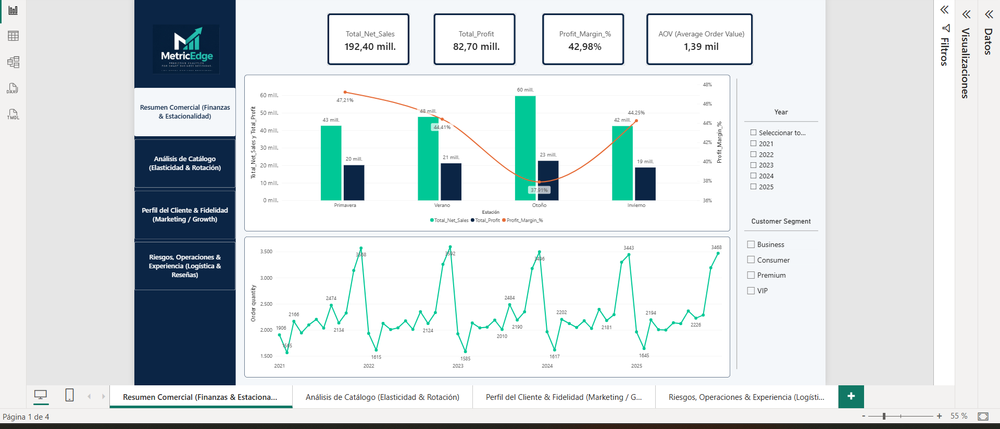 MetricEdge
PREDICTIVE ANALYTICS
FOR SMART BUSINESS DECISIONS.
Resumen Comercial (Finanzas
& Estacionalidad)
Análisis de Catálogo
(Elasticidad & Rotación)
Perfil del Cliente & Fidelidad
(Marketing / Growth)
Riesgos, Operaciones &
Experiencia (Logística &
Reseñas)
DAX
TMDL
Total_Net_Sales
192,40 mill.
Total_Profit
82,70 mill.
Profit_Margin_%
42,98%
AOV (Average Order Value)
1,39 mil
Total_Net_Sales y Total_Profit
60 mill.
50 mill.
40 mill.
30 mill.
20 mill.
10 mill.
0 mill.
43 mill.
20 mill.
47,21%
48 mill.
21 mill.
44,41%
60 mill.
23 mill.
37,91%
42 mill.
19 mill.
44,25%
48%
46%
44%
42%
40%
38%
36%
Profit_Margin_%
Primavera
Verano
Otoño
Invierno
Estación
Total_Net_Sales
Total_Profit
Profit_Margin_%
Order quantity
3.500
3.000
2.500
2.000
1.500
1906
1565
2166
2474
2134
3568
1615
2124
3592
1585
2010
2484
2190
3496
1617
2202
2181
3443
1645
2194
2226
3468
2021
2022
2023
2024
2025
Year
Seleccionar to...
2021
2022
2023
2024
2025
Customer Segment
Business
Consumer
Premium
VIP
Filtros
Visualizaciones
Datos
Resumen Comercial (Finanzas & Estaciona...
Análisis de Catálogo (Elasticidad & Rotación)
Perfil del Cliente & Fidelidad (Marketing / G...
Riesgos, Operaciones & Experiencia (Logísti...
+
Página 1 de 4
- + 55 %